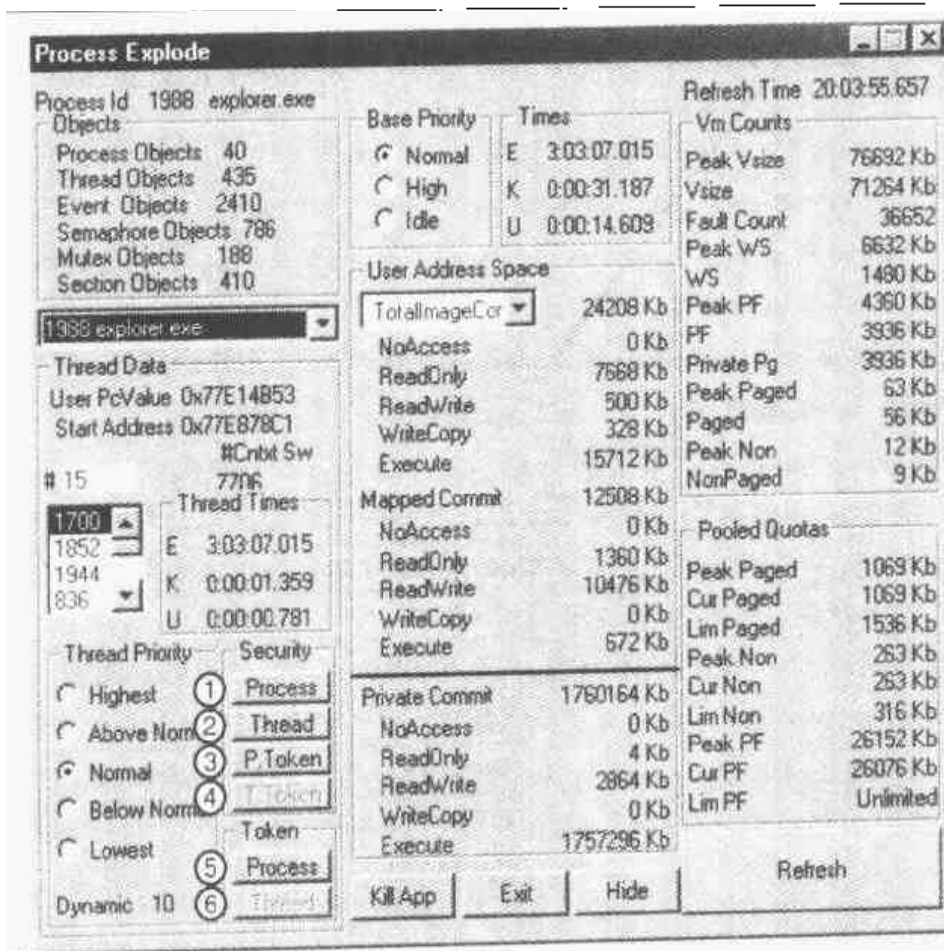 Process Explode
Process Id 1988 explorer.exe
Objects
Process Objects 40
Thread Objects 435
Event Objects 2410
Semaphore Objects 786
Mutex Objects 188
Section Objects 410
1988 explorer.exe
Thread Data
User PcValue 0x77E14B53
Start Address 0x77E878C1
#Cntxt Sw
# 15 7706
1700
1852
1944
836
Thread Times
E 3:03:07.015
K 0:00:01.359
U 0:00:00.781
Thread Priority
Highest
Above Norm
Normal
Below Norma
Lowest
Dynamic 10
Security
1 Process
2 Thread
3 P.Token
4 T.Token
Token
5 Process
6 Thread
Base Priority
Normal
High
Idle
Times
E 3:03:07.015
K 0:00:31.187
U 0:00:14.609
User Address Space
TotalImageCor 24208 Kb
NoAccess 0 Kb
ReadOnly 7668 Kb
ReadWrite 500 Kb
WriteCopy 328 Kb
Execute 15712 Kb
Mapped Commit 12508 Kb
NoAccess 0 Kb
ReadOnly 1360 Kb
ReadWrite 10476 Kb
WriteCopy 0 Kb
Execute 672 Kb
Private Commit 1760164 Kb
NoAccess 0 Kb
ReadOnly 4 Kb
ReadWrite 2864 Kb
WriteCopy 0 Kb
Execute 1757296 Kb
Kill App Exit Hide
Refresh Time 20:03:55.657
Vm Counts
Peak Vsize 76692 Kb
Vsize 71264 Kb
Fault Count 36652
Peak WS 6632 Kb
WS 1480 Kb
Peak PF 4360 Kb
PF 3936 Kb
Private Pg 3936 Kb
Peak Paged 63 Kb
Paged 56 Kb
Peak Non 12 Kb
NonPaged 9 Kb
Pooled Quotas
Peak Paged 1069 Kb
Cur Paged 1069 Kb
Lim Paged 1536 Kb
Peak Non 263 Kb
Cur Non 263 Kb
Lim Non 316 Kb
Peak PF 26152 Kb
Cur PF 26076 Kb
Lim PF Unlimited
Refresh